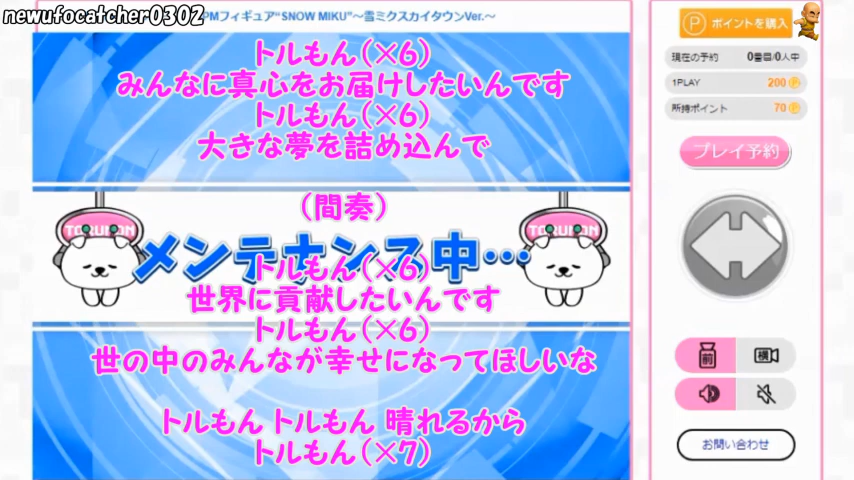 newufocatcher0302
PMフィギュア“SNOW MIKU”～雪ミクスカイタウンVer.～
トルもん(×6)
みんなに真心をお届けしたいんです
トルもん(×6)
大きな夢を詰め込んで
(間奏)
TORUMON
TORUMON
メンテナンス中…
トルもん(×6)
世界に貢献したいんです
トルもん(×6)
世の中のみんなが幸せになってほしいな
トルもん トルもん 晴れるから
トルもん(×7)
P ポイントを購入
現在の予約 0番目/0人中
1PLAY 200 P
所持ポイント 70 P
プレイ予約
前
横
お問い合わせ